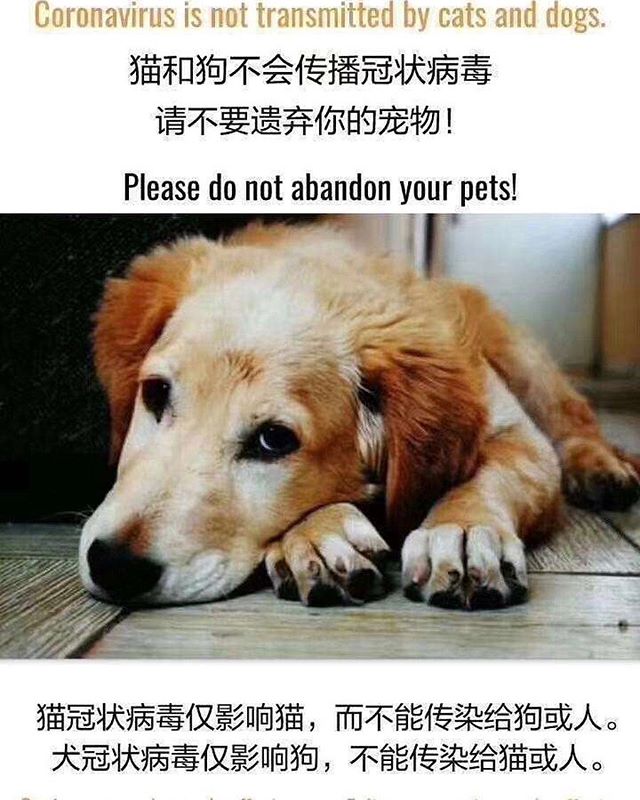 Coronavirus is not transmitted by cats and dogs.
猫和狗不会传播冠状病毒
请不要遗弃你的宠物！
Please do not abandon your pets!
猫冠状病毒仅影响猫，而不能传染给狗或人。
犬冠状病毒仅影响狗，不能传染给猫或人。